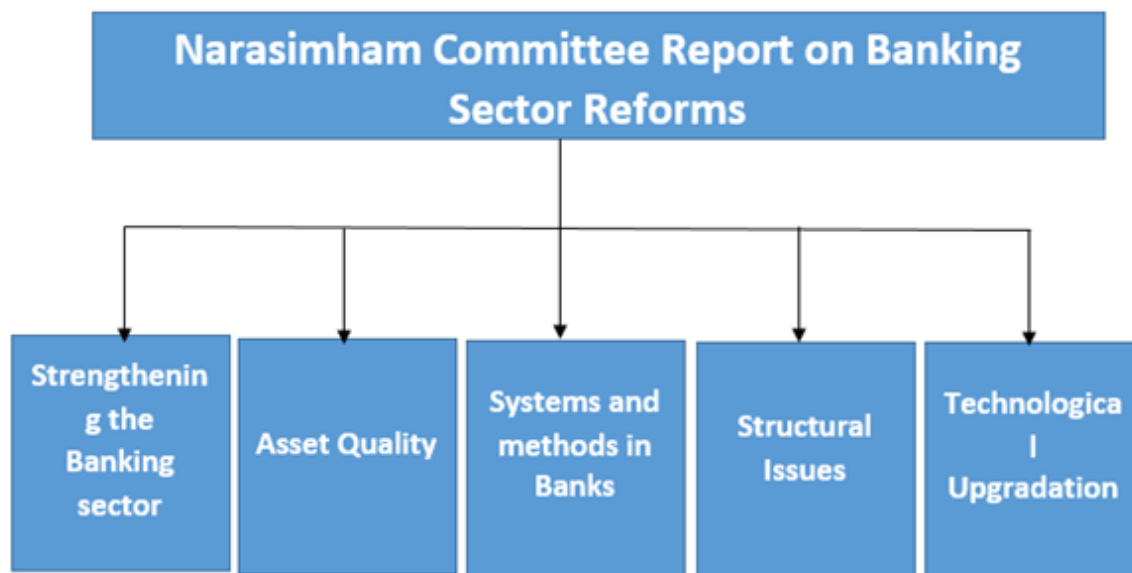 Narasimham Committee Report on Banking
Sector Reforms
Strengthenin
g the
Banking
sector
Asset Quality
Systems and
methods in
Banks
Structural
Issues
Technologica
l
Upgradation